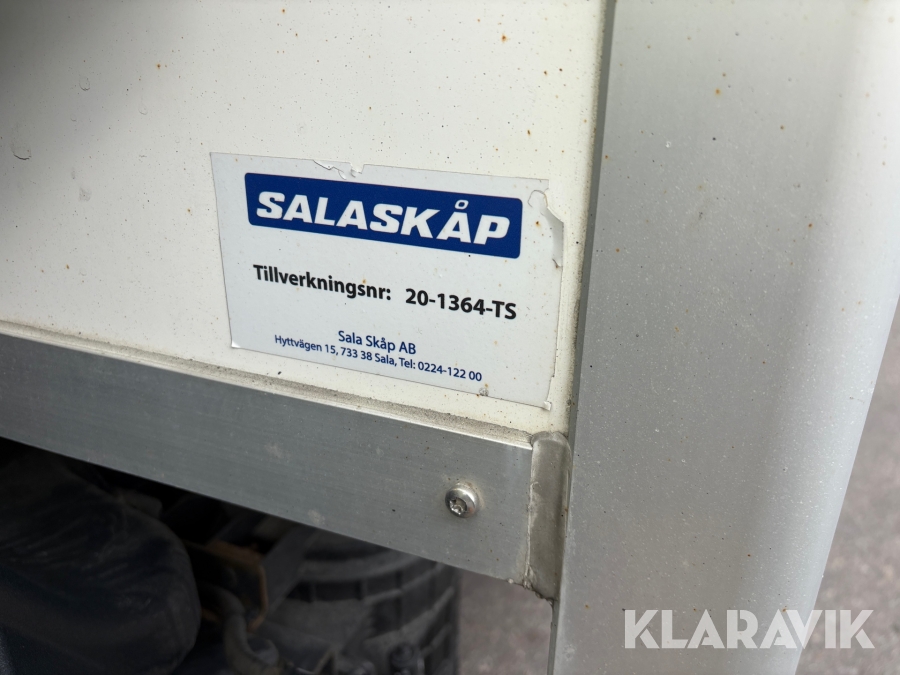 SALASKÅP
Tillverkningsnr: 20-1364-TS
Sala Skåp AB
Hyttvägen 15, 733 38 Sala, Tel: 0224-122 00
KLARAVIK